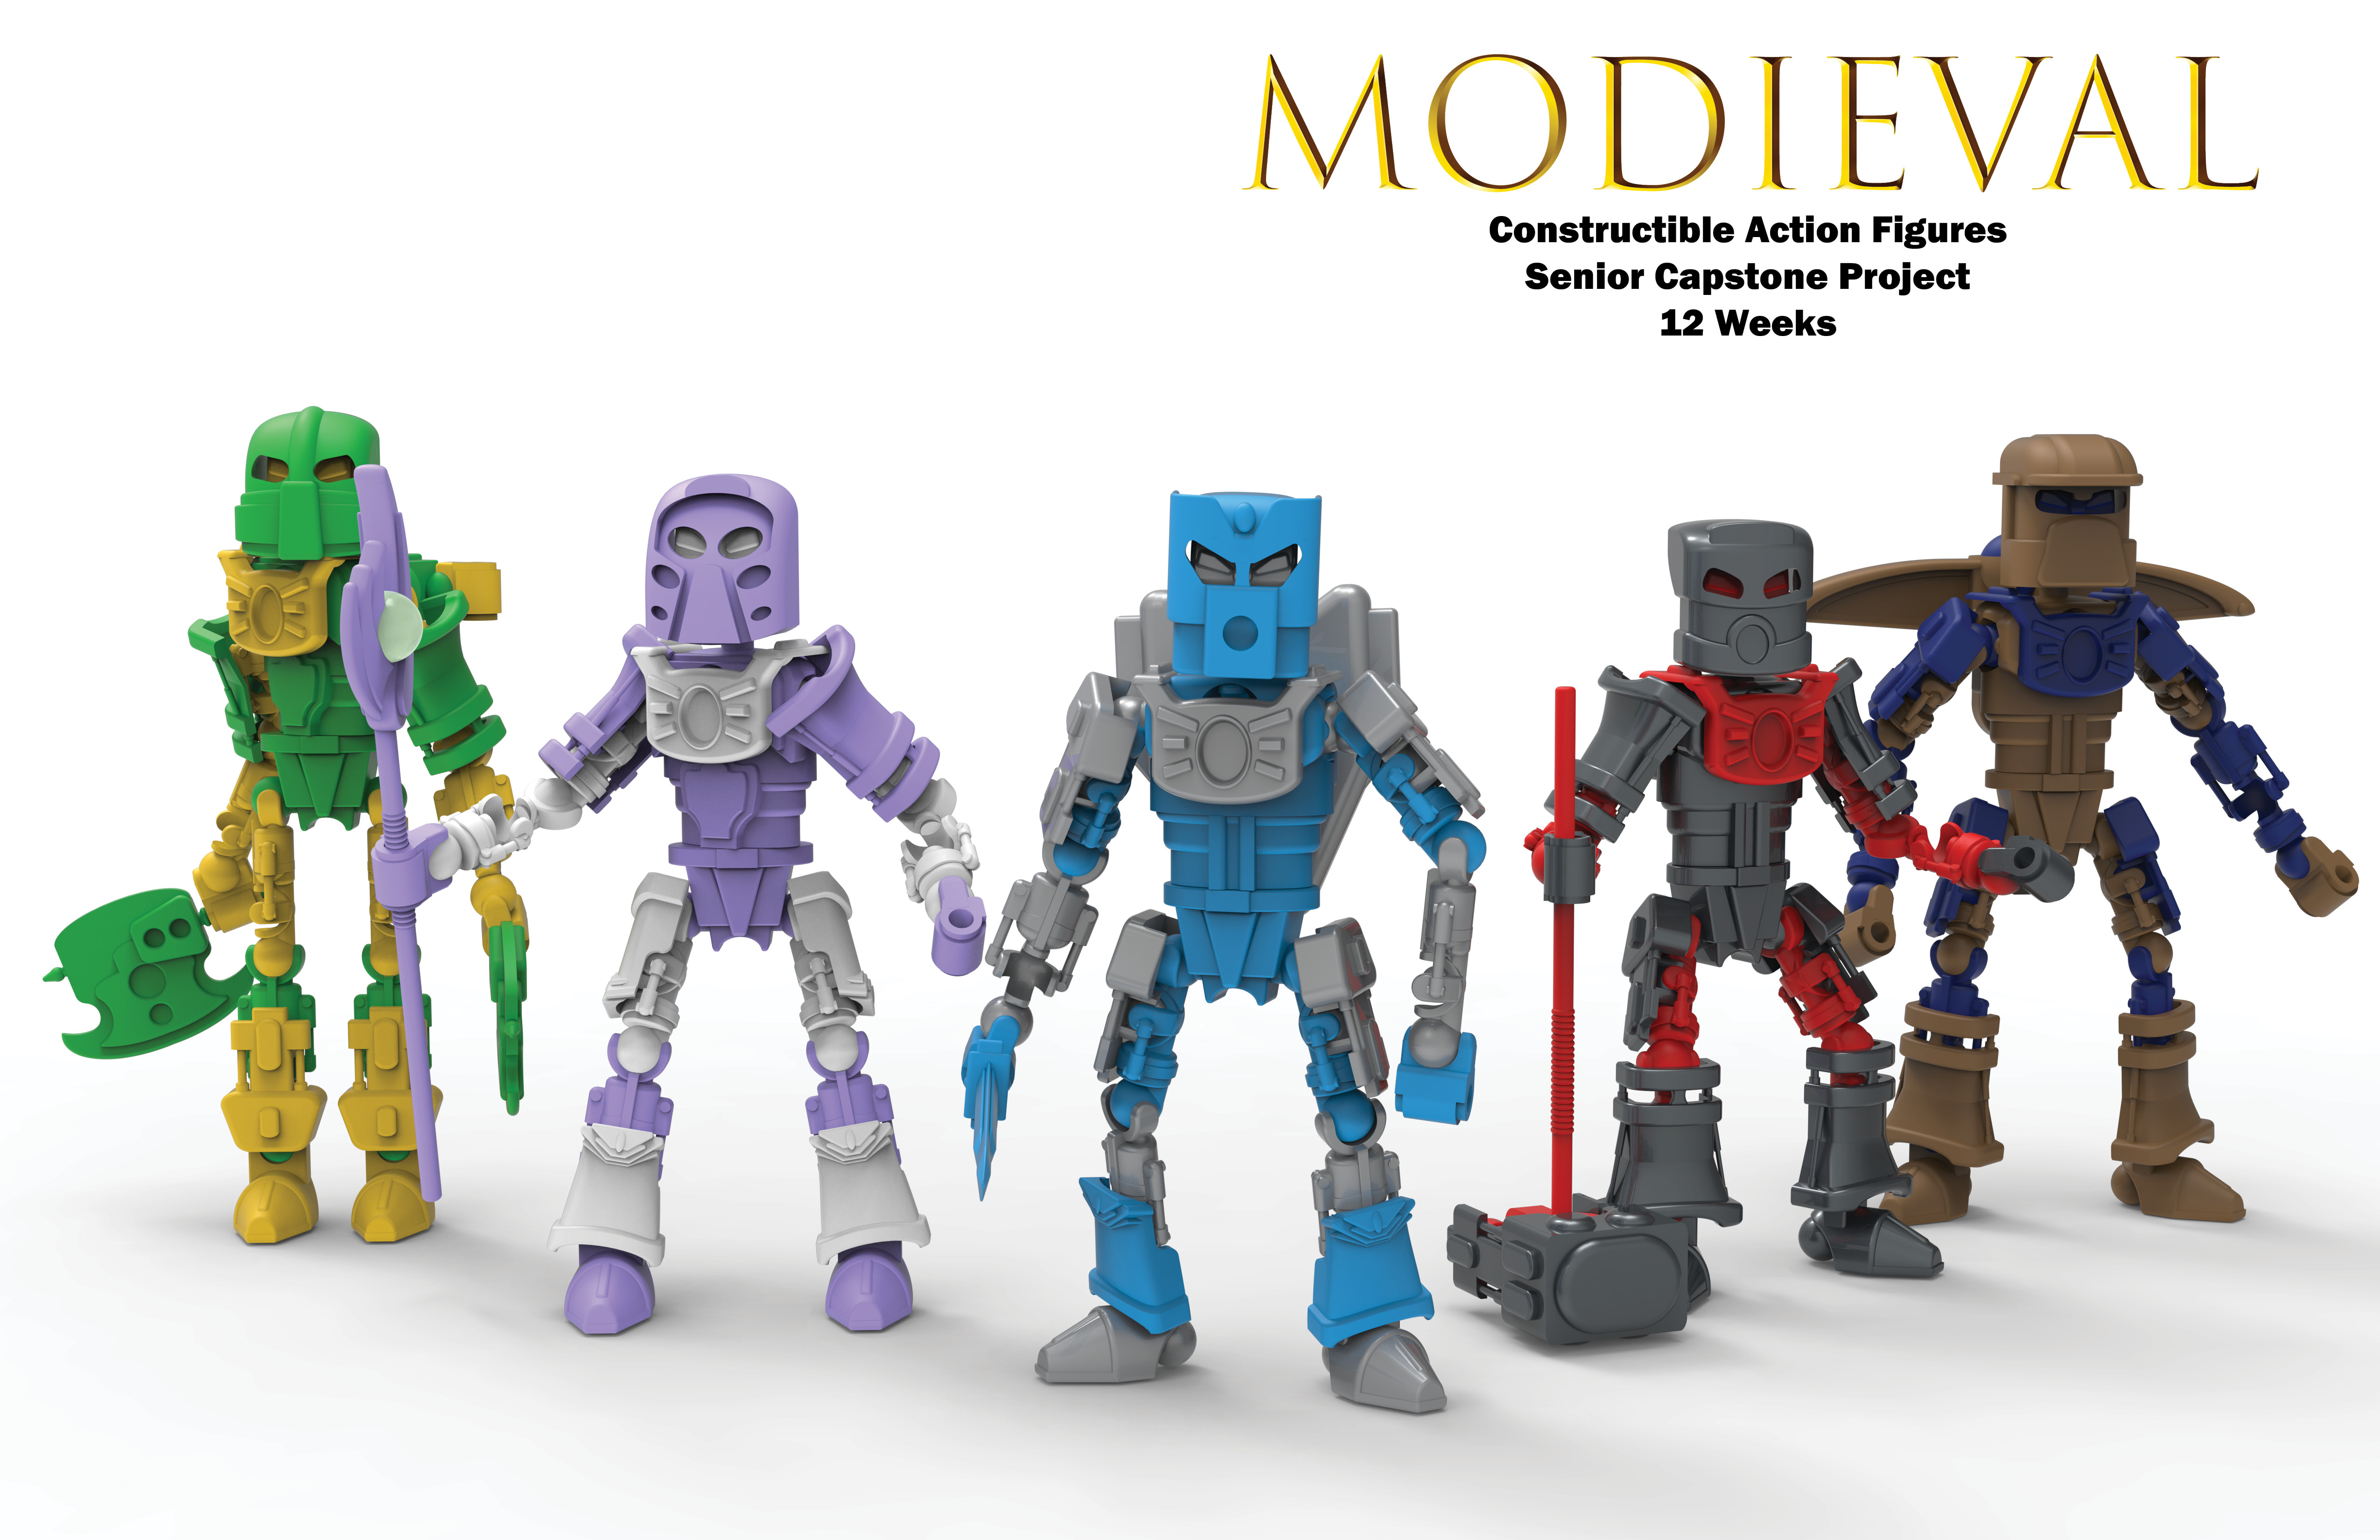 MODIEVAL
Constructible Action Figures
Senior Capstone Project
12 Weeks